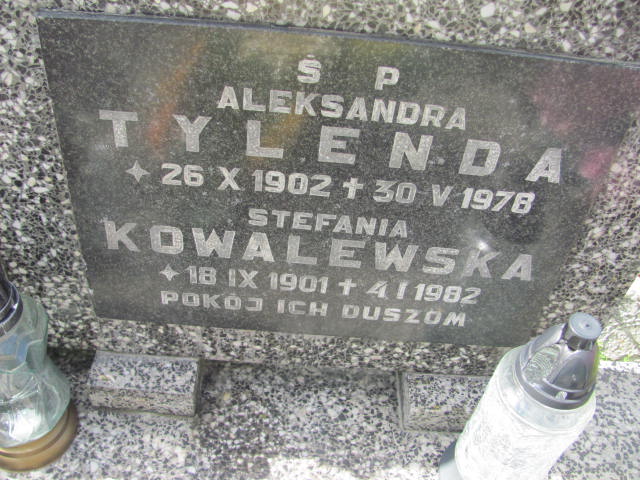 Ś P
ALEKSANDRA
TYLENDA
✦ 26 X 1902 ✝ 30 V 1978
STEFANIA
KOWALEWSKA
✦ 18 IX 1901 ✝ 4 I 1982
POKÓJ ICH DUSZOM